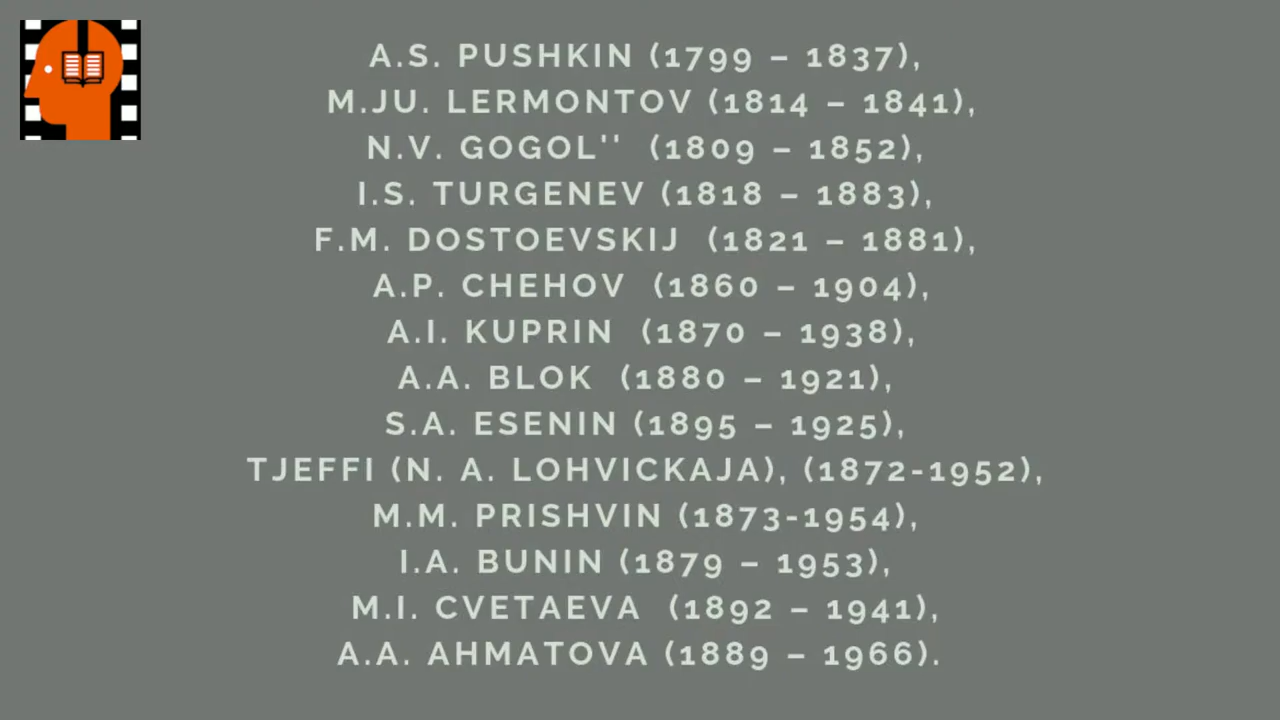 A.S. PUSHKIN (1799 – 1837),
M.JU. LERMONTOV (1814 – 1841),
N.V. GOGOL'' (1809 – 1852),
I.S. TURGENEV (1818 – 1883),
F.M. DOSTOEVSKIJ (1821 – 1881),
A.P. CHEHOV (1860 – 1904),
A.I. KUPRIN (1870 – 1938),
A.A. BLOK (1880 – 1921),
S.A. ESENIN (1895 – 1925),
TJEFFI (N. A. LOHVICKAJA), (1872-1952),
M.M. PRISHVIN (1873-1954),
I.A. BUNIN (1879 – 1953),
M.I. CVETAEVA (1892 – 1941),
A.A. AHMATOVA (1889 – 1966).